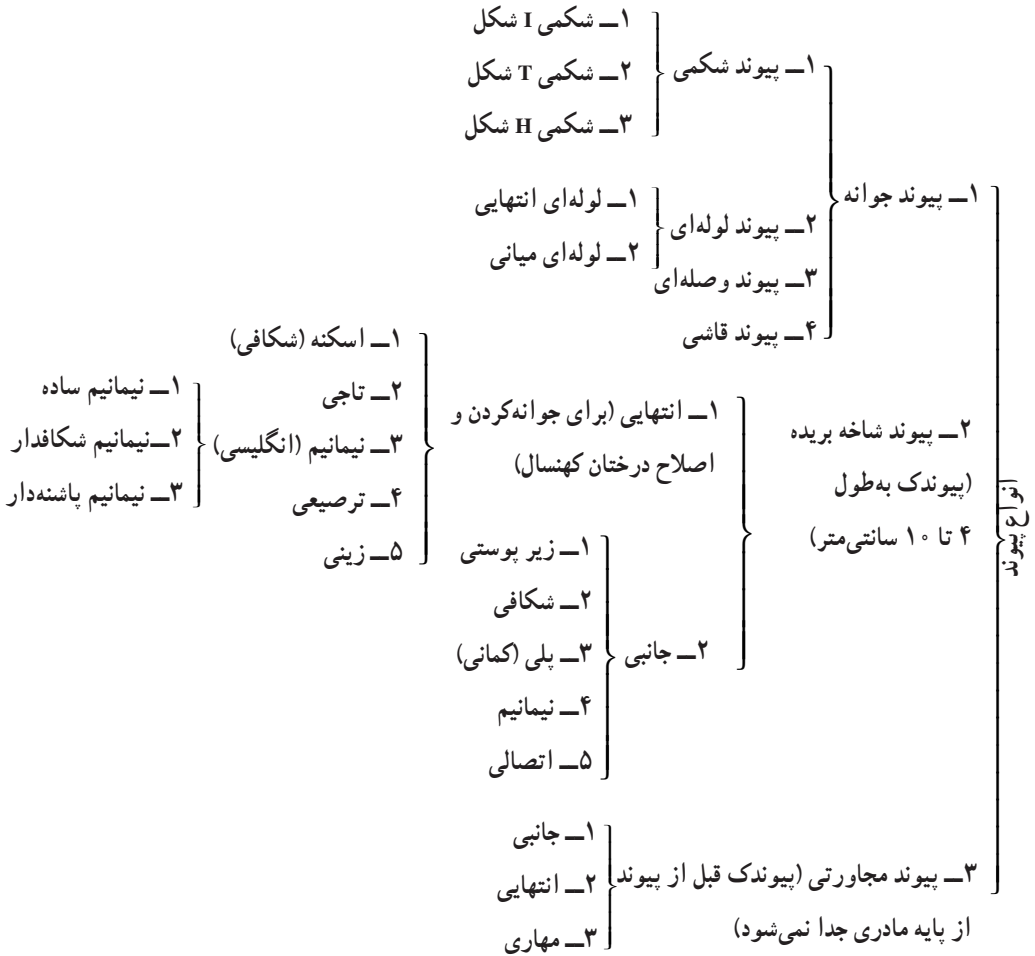 انواع پیوند
۱ــ پیوند جوانه
۱ــ پیوند شکمی
۱ــ شکمی I شکل
۲ــ شکمی T شکل
۳ــ شکمی H شکل
۲ــ پیوند لوله‌ای
۱ــ لوله‌ای انتهایی
۲ــ لوله‌ای میانی
۳ــ پیوند وصله‌ای
۴ــ پیوند قاشی
۲ــ پیوند شاخه بریده
(پیوندک به‌طول
۴ تا ۱۰ سانتی‌متر)
۱ــ انتهایی (برای جوانه‌کردن و
اصلاح درختان کهنسال)
۱ــ اسکنه (شکافی)
۲ــ تاجی
۳ــ نیمانیم (انگلیسی)
۱ــ نیمانیم ساده
۲ــنیمانیم شکافدار
۳ــ نیمانیم پاشنه‌دار
۴ــ ترصیعی
۵ــ زینی
۲ــ جانبی
۱ــ زیر پوستی
۲ــ شکافی
۳ــ پلی (کمانی)
۴ــ نیمانیم
۵ــ اتصالی
۳ــ پیوند مجاورتی (پیوندک قبل از پیوند
از پایه مادری جدا نمی‌شود)
۱ــ جانبی
۲ــ انتهایی
۳ــ مهاری